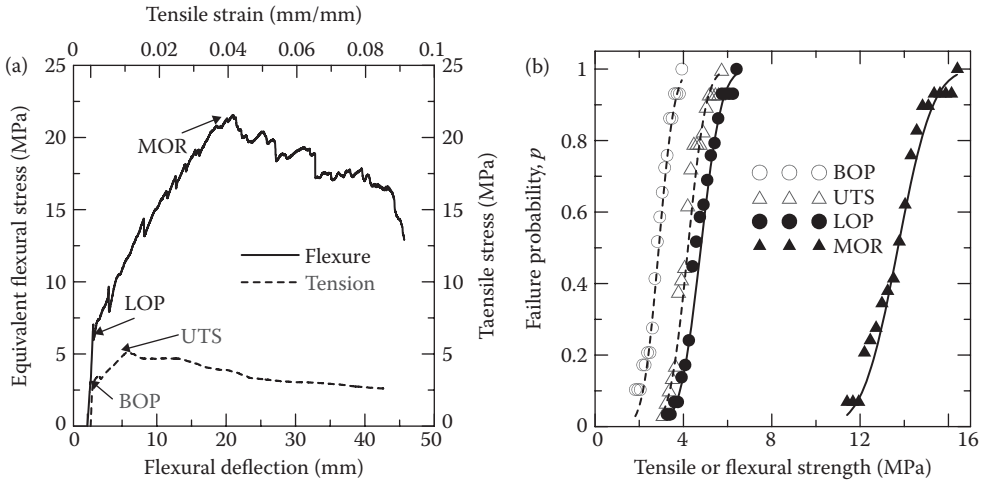 Tensile strain (mm/mm)
0 0.02 0.04 0.06 0.08 0.1
(a)
25 25
20 20
15 15
10 10
5 5
0 0
Equivalent flexural stress (MPa)
Taensile stress (MPa)
MOR
Flexure
Tension
LOP
UTS
BOP
0 10 20 30 40 50
Flexural deflection (mm)
(b)
1
0.8
0.6
0.4
0.2
0
Failure probability, p
BOP
UTS
LOP
MOR
0 4 8 12 16
Tensile or flexural strength (MPa)